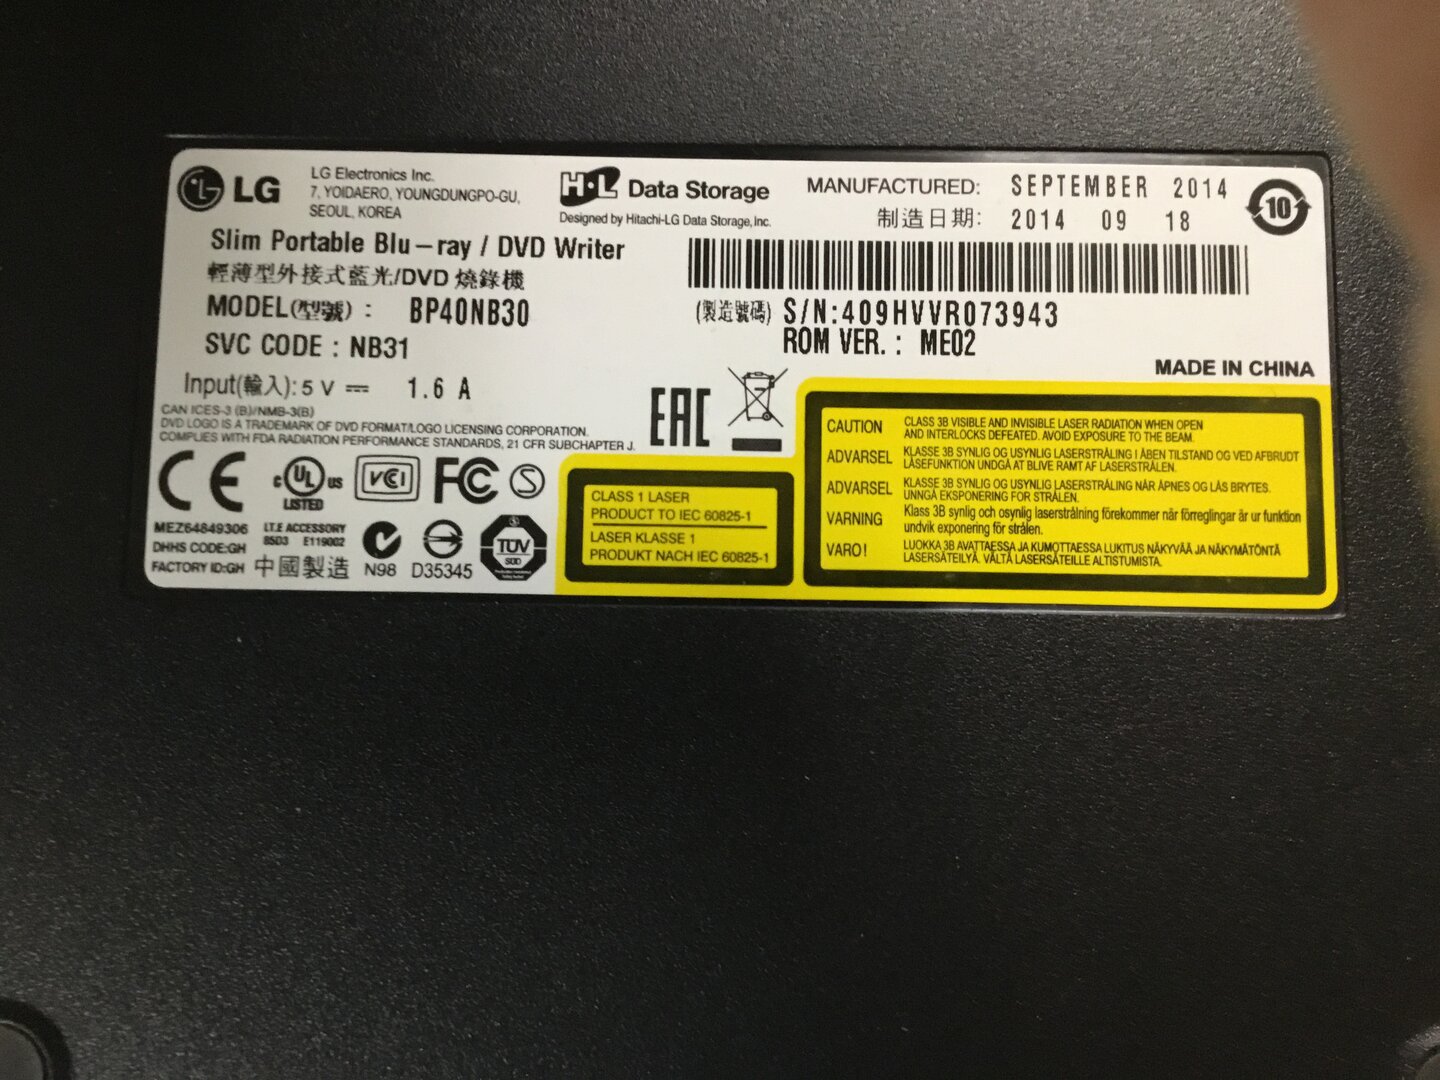 LG
LG Electronics Inc.
7, YOIDAERO, YOUNGDUNGPO-GU,
SEOUL, KOREA
H·L Data Storage
Designed by Hitachi-LG Data Storage, Inc.
MANUFACTURED: SEPTEMBER 2014
制造日期: 2014 09 18
10
Slim Portable Blu-ray / DVD Writer
輕薄型外接式藍光/DVD 燒錄機
MODEL(型號) : BP40NB30
SVC CODE : NB31
(製造號碼) S/N:409HVVR073943
ROM VER. : ME02
Input(輸入): 5 V ⎓ 1.6 A
MADE IN CHINA
CAN ICES-3 (B)/NMB-3(B)
DVD LOGO IS A TRADEMARK OF DVD FORMAT/LOGO LICENSING CORPORATION.
COMPLIES WITH FDA RADIATION PERFORMANCE STANDARDS, 21 CFR SUBCHAPTER J.
EAC
CE
c UL us
LISTED
VCI
FC
S
MEZ64849306
I.T.E ACCESSORY
85D3 E119002
DHHS CODE:GH
FACTORY ID:GH
中國製造
N98
D35345
TÜV
SÜD
CLASS 1 LASER
PRODUCT TO IEC 60825-1
LASER KLASSE 1
PRODUKT NACH IEC 60825-1
CAUTION CLASS 3B VISIBLE AND INVISIBLE LASER RADIATION WHEN OPEN
AND INTERLOCKS DEFEATED. AVOID EXPOSURE TO THE BEAM.
ADVARSEL KLASSE 3B SYNLIG OG USYNLIG LASERSTRÅLING I ÅBEN TILSTAND OG VED AFBRUDT
LÅSEFUNKTION UNDGÅ AT BLIVE RAMT AF LASERSTRÅLEN.
ADVARSEL KLASSE 3B SYNLIG OG USYNLIG LASERSTRÅLING NÅR ÅPNES OG LÅS BRYTES.
UNNGÅ EKSPONERING FOR STRÅLEN.
VARNING Klass 3B synlig och osynlig laserstrålning förekommer når förreglingar år ur funktion
undvik exponering för strålen.
VARO! LUOKKA 3B AVATTAESSA JA KUMOTTAESSA LUKITUS NÄKYVÄÄ JA NÄKYMÄTÖNTÄ
LASERSÄTEILYÄ. VÄLTÄ LASERSÄTEILLE ALTISTUMISTA.